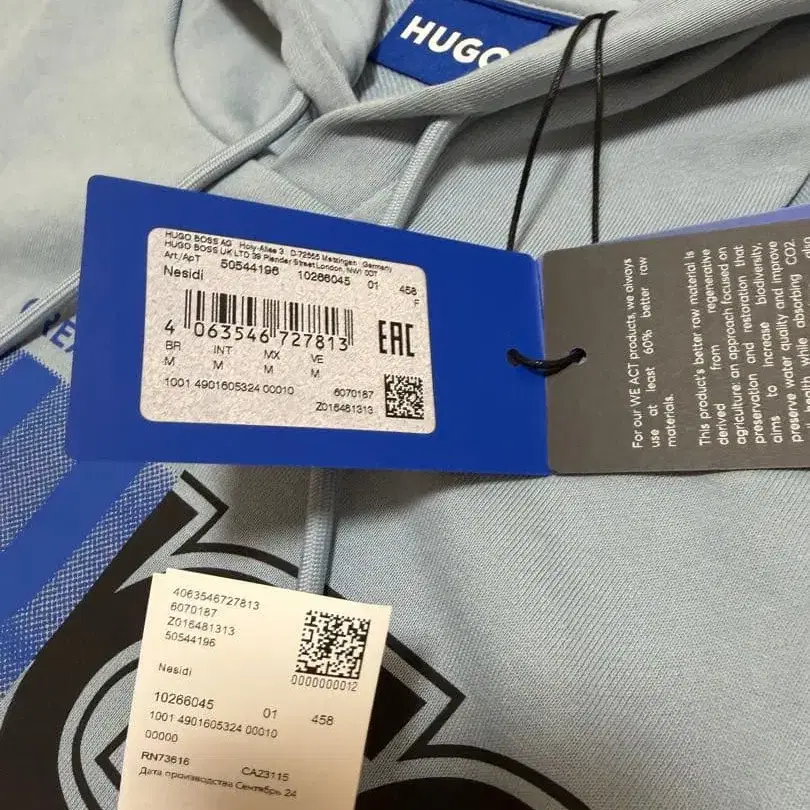 HUGO
HUGO BOSS AG Holy-Allee 3 D-72555 Metzingen Germany
HUGO BOSS UK LTD 39 Plender Street London, NW1 0DT
Art/АрТ 50544196 10266045 01 458
Nesidi F
4 063546 727813
EAC
BR INT MX VE
M M M M
1001 4901605324 00010 6070187
Z016481313
For our WE ACT products, we always
use at least 60% better raw
materials.
This product's better raw material is
derived from regenerative
agriculture: an approach focused on
preservation and restoration that
aims to increase biodiversity,
preserve water quality and improve
while absorbing CO2.
4063546727813
6070187
Z016481313
50544196
Nesidi
0000000012
10266045 01 458
1001 4901605324 00010
00000
RN73616 CA23115
Дата производства Сентябрь 24